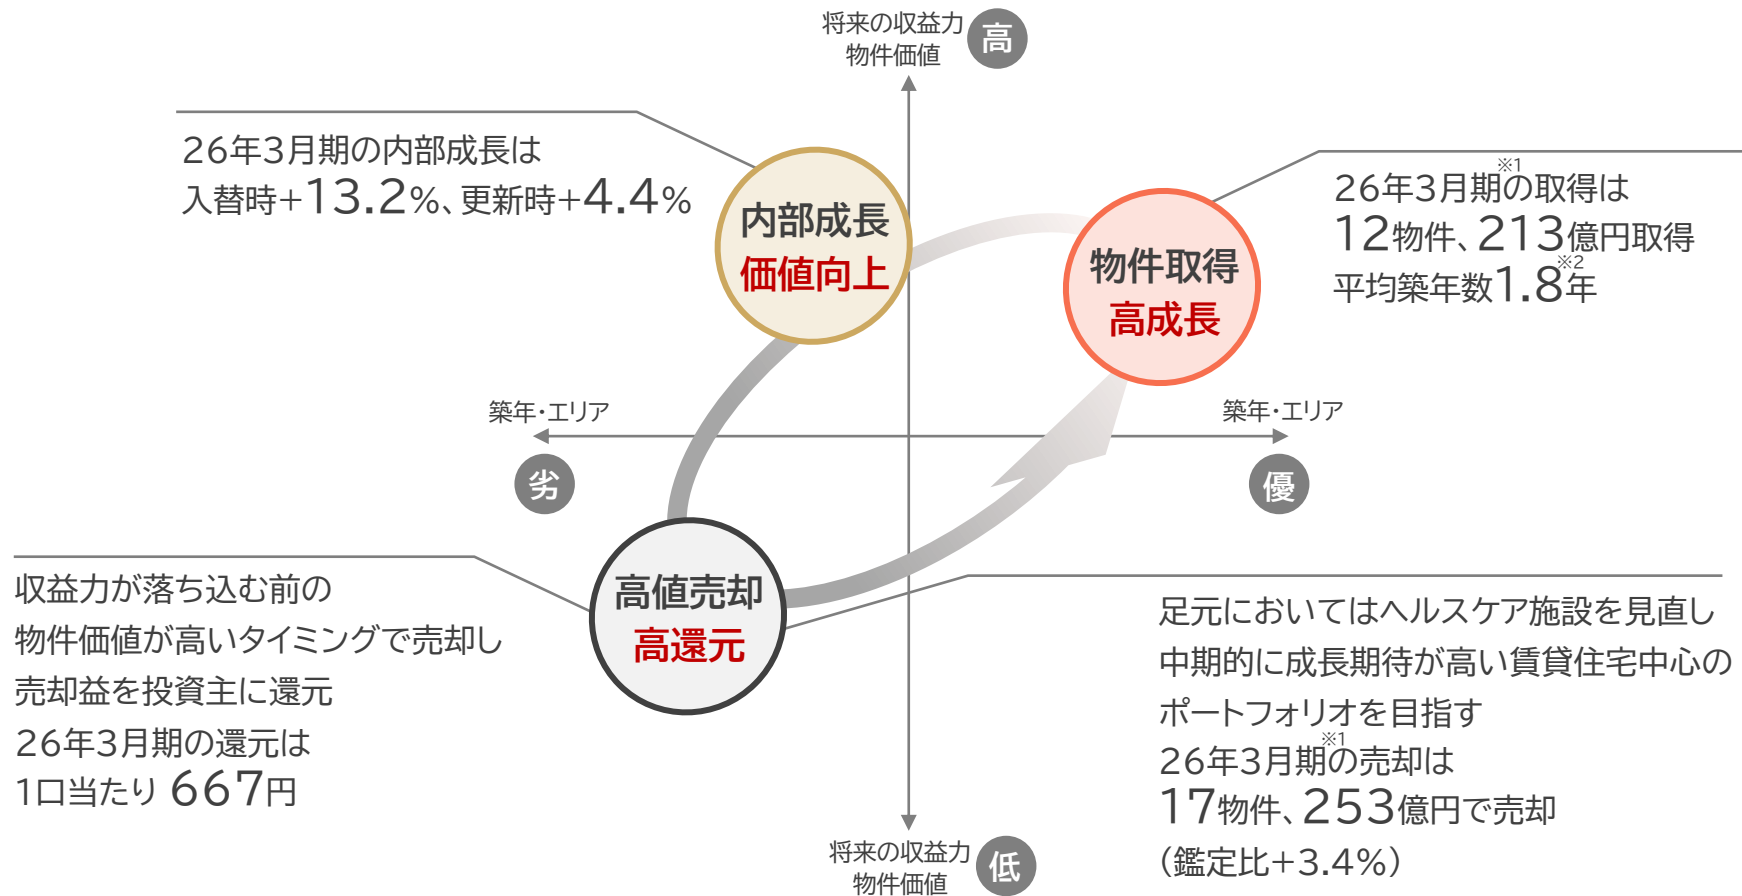 将来の収益力
物件価値
高
26年3月期の内部成長は
入替時+13.2%、更新時+4.4%
内部成長
価値向上
26年3月期※1の取得は
12物件、213億円取得
平均築年数1.8※2年
物件取得
高成長
築年・エリア
劣
築年・エリア
優
高値売却
高還元
収益力が落ち込む前の
物件価値が高いタイミングで売却し
売却益を投資主に還元
26年3月期の還元は
1口当たり 667円
足元においてはヘルスケア施設を見直し
中期的に成長期待が高い賃貸住宅中心の
ポートフォリオを目指す
26年3月期※1の売却は
17物件、253億円で売却
(鑑定比+3.4%)
将来の収益力
物件価値
低